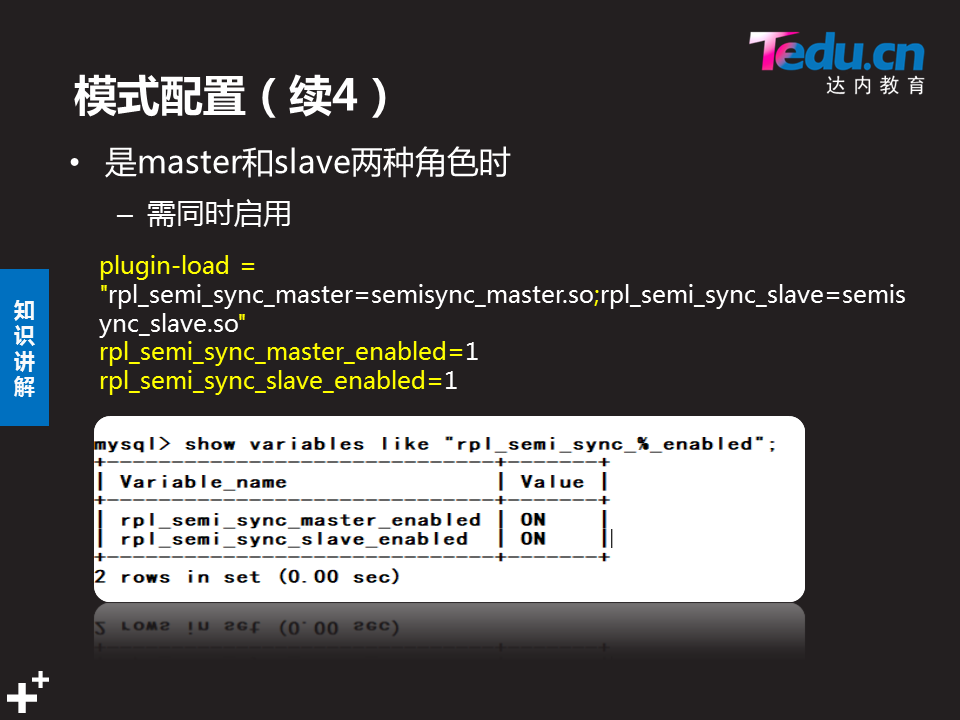 Tedu.cn
达内教育
模式配置（续4）
• 是master和slave两种角色时
– 需同时启用
plugin-load =
"rpl_semi_sync_master=semisync_master.so;rpl_semi_sync_slave=semis
ync_slave.so"
rpl_semi_sync_master_enabled=1
rpl_semi_sync_slave_enabled=1
知
识
讲
解
mysql> show variables like "rpl_semi_sync_%_enabled";
+------------------------------+-------+
| Variable_name                | Value |
+------------------------------+-------+
| rpl_semi_sync_master_enabled | ON    |
| rpl_semi_sync_slave_enabled  | ON    |
+------------------------------+-------+
2 rows in set (0.00 sec)